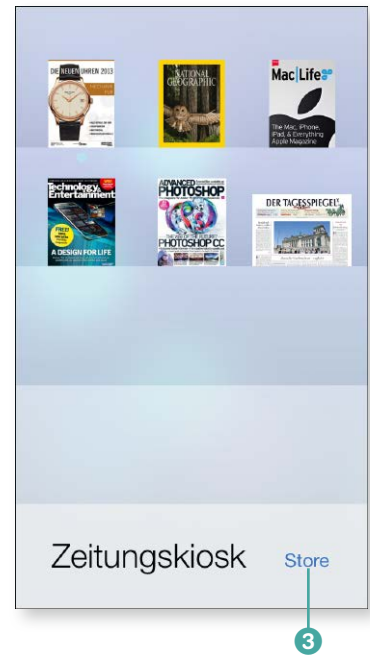 DIE NEUEN UHREN 2013
NATIONAL
GEOGRAPHIC
Mac|Life
The Mac, iPhone,
iPad, & Everything
Apple Magazine
Technology
Entertainment
FREE!
A DESIGN FOR LIFE
ADVANCED
PHOTOSHOP
PHOTOSHOP CC
DER TAGESSPIEGEL
Zeitungskiosk
Store
3